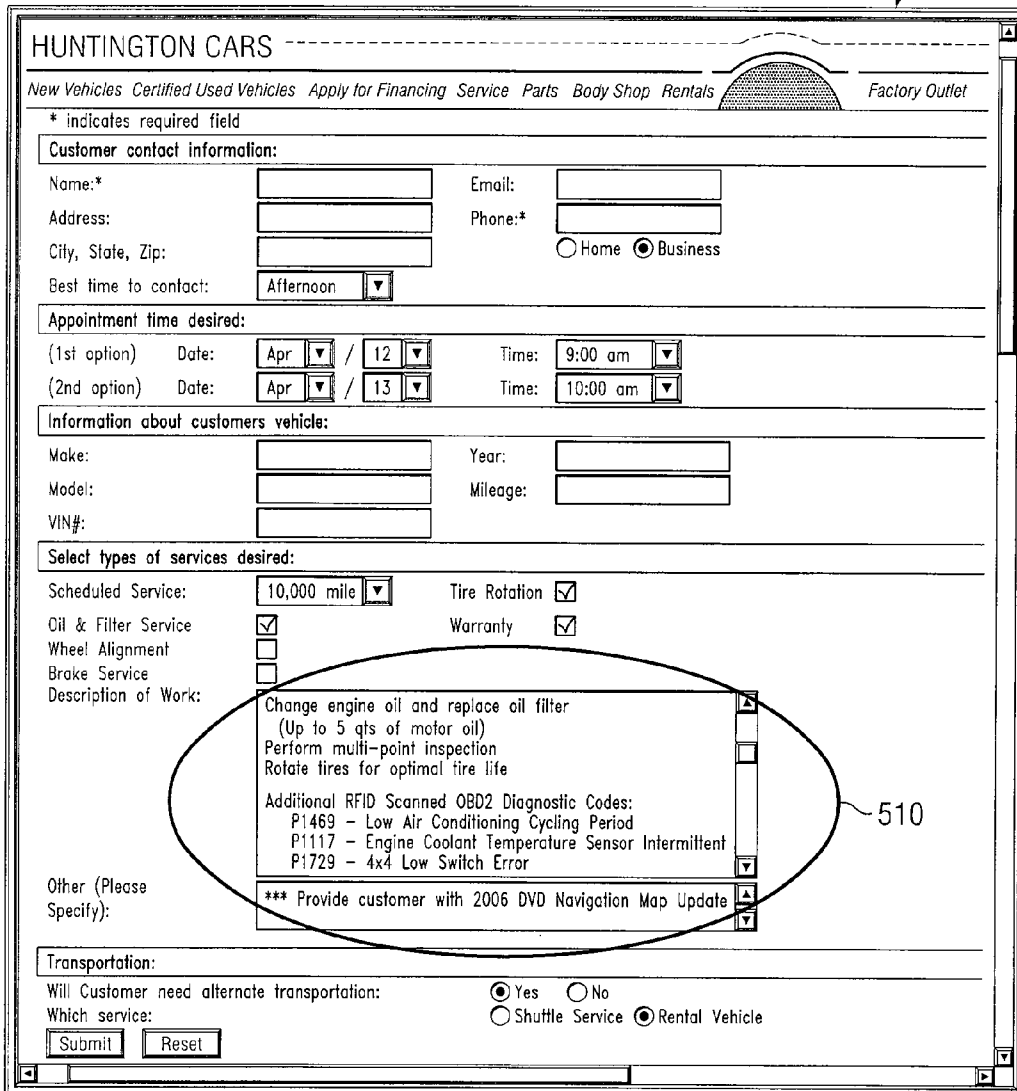 HUNTINGTON CARS
New Vehicles Certified Used Vehicles Apply for Financing Service Parts Body Shop Rentals Factory Outlet
* indicates required field
Customer contact information:
Name:* Email:
Address: Phone:*
City, State, Zip: Home Business
Best time to contact: Afternoon
Appointment time desired:
(1st option) Date: Apr / 12 Time: 9:00 am
(2nd option) Date: Apr / 13 Time: 10:00 am
Information about customers vehicle:
Make: Year:
Model: Mileage:
VIN#:
Select types of services desired:
Scheduled Service: 10,000 mile Tire Rotation
Oil & Filter Service Warranty
Wheel Alignment
Brake Service
Description of Work:
Change engine oil and replace oil filter
(Up to 5 qts of motor oil)
Perform multi-point inspection
Rotate tires for optimal tire life
Additional RFID Scanned OBD2 Diagnostic Codes:
P1469 - Low Air Conditioning Cycling Period
P1117 - Engine Coolant Temperature Sensor Intermittent
P1729 - 4x4 Low Switch Error
510
Other (Please
Specify):
*** Provide customer with 2006 DVD Navigation Map Update
Transportation:
Will Customer need alternate transportation: Yes No
Which service: Shuttle Service Rental Vehicle
Submit Reset